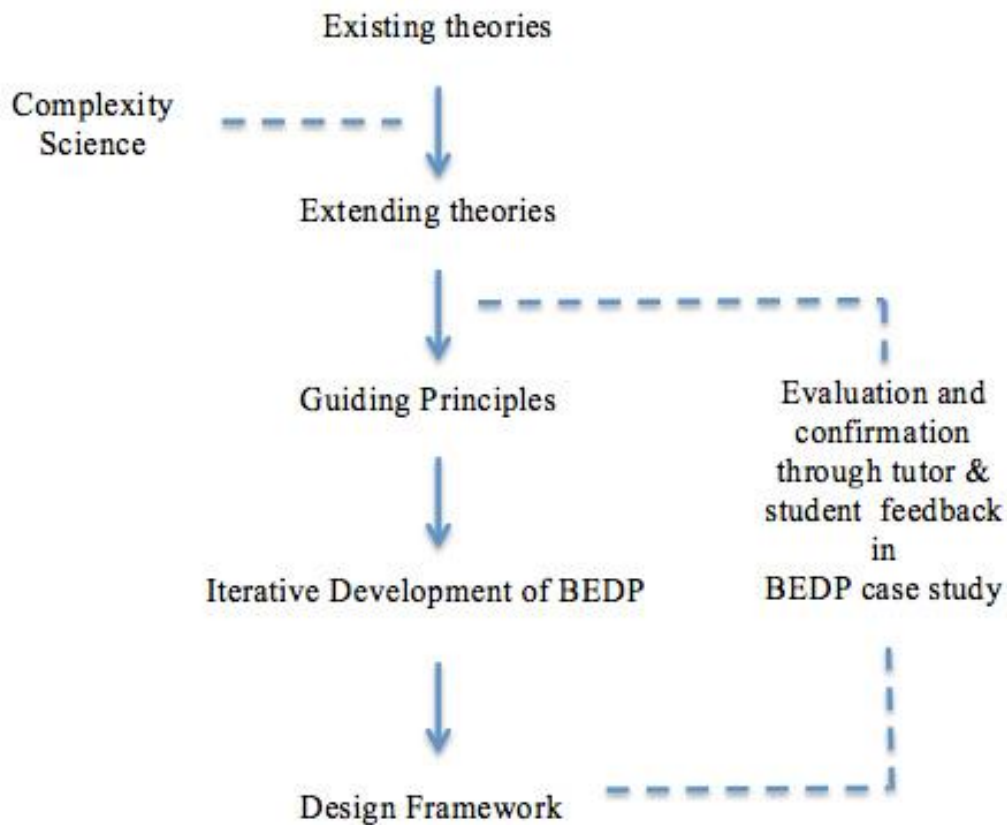 Existing theories
Complexity
Science
Extending theories
Guiding Principles
Evaluation and
confirmation
through tutor &
student feedback
in
BEDP case study
Iterative Development of BEDP
Design Framework